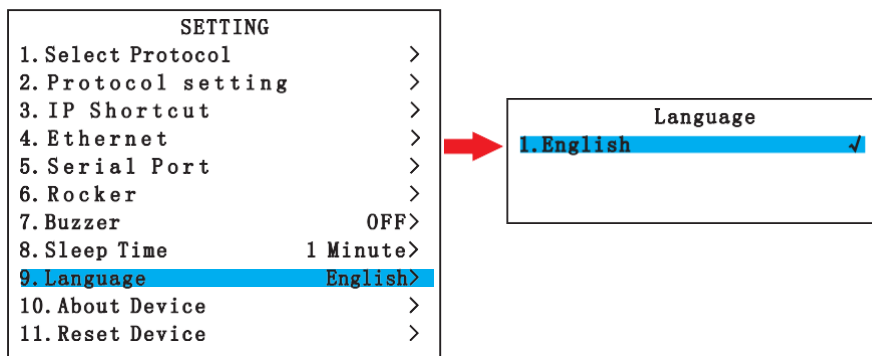 SETTING
1. Select Protocol >
2. Protocol setting >
3. IP Shortcut >
4. Ethernet >
5. Serial Port >
6. Rocker >
7. Buzzer OFF>
8. Sleep Time 1 Minute>
9. Language English>
10. About Device >
11. Reset Device >
Language
1. English √